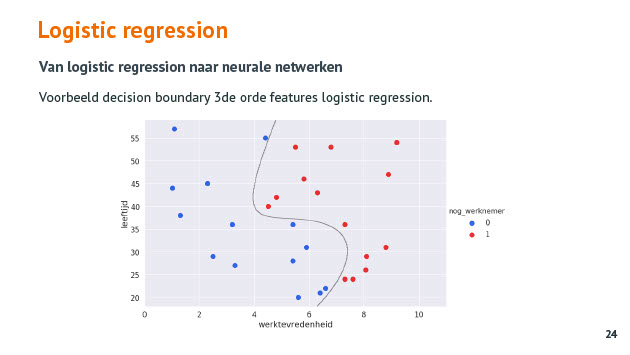 Logistic regression
Van logistic regression naar neurale netwerken
Voorbeeld decision boundary 3de orde features logistic regression.
55
50
45
40
35
30
25
20
leeftijd
0 2 4 6 8 10
werktevredenheid
nog_werknemer
0
1
24